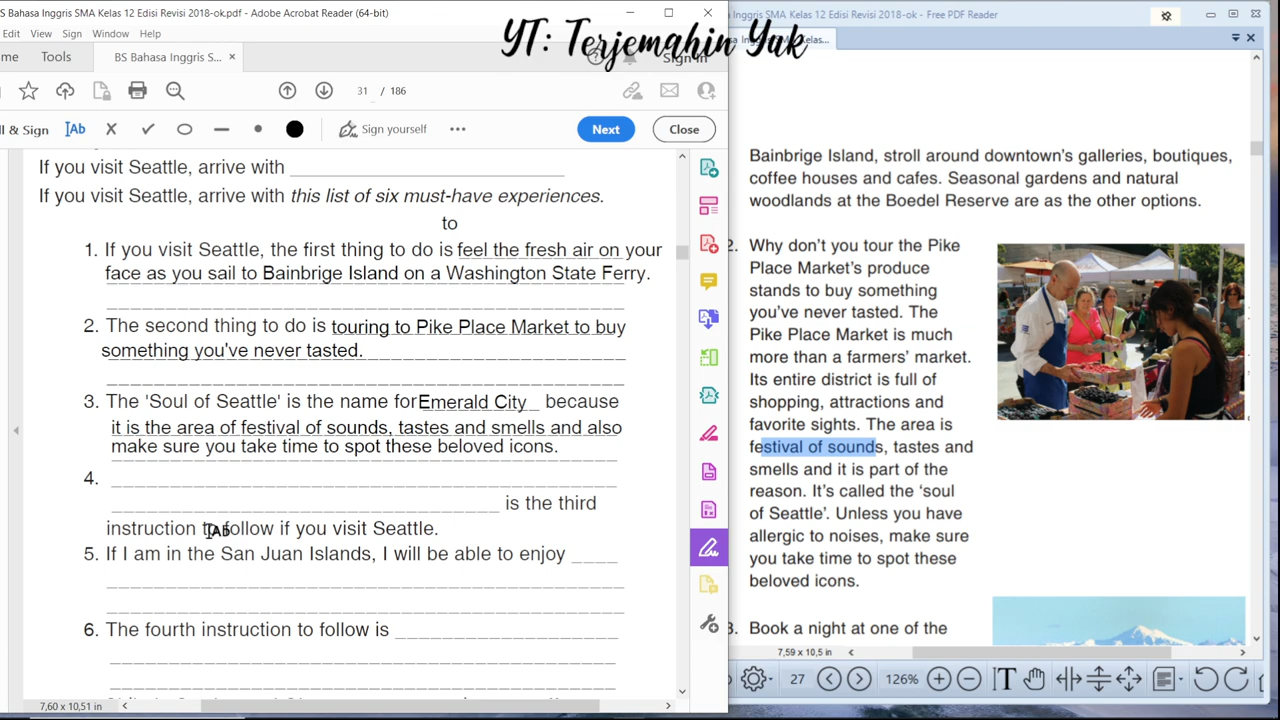 S Bahasa Inggris SMA Kelas 12 Edisi Revisi 2018-ok.pdf - Adobe Acrobat Reader (64-bit)
Edit View Sign Window Help
me Tools BS Bahasa Inggris S... × Sign In
31 / 186
ll & Sign Ab Sign yourself ••• Next Close
If you visit Seattle, arrive with
If you visit Seattle, arrive with this list of six must-have experiences.
to
1. If you visit Seattle, the first thing to do is feel the fresh air on your
face as you sail to Bainbrige Island on a Washington State Ferry.
2. The second thing to do is touring to Pike Place Market to buy
something you've never tasted.
3. The 'Soul of Seattle' is the name for Emerald City because
it is the area of festival of sounds, tastes and smells and also
make sure you take time to spot these beloved icons.
4.
is the third
instruction to follow if you visit Seattle.
5. If I am in the San Juan Islands, I will be able to enjoy
6. The fourth instruction to follow is
7,60 x 10,51 in
YT: Terjemahin Yuk
Bahasa Inggris SMA Kelas 12 Edisi Revisi 2018-ok - Free PDF Reader
Bainbrige Island, stroll around downtown's galleries, boutiques,
coffee houses and cafes. Seasonal gardens and natural
woodlands at the Boedel Reserve are as the other options.
2. Why don't you tour the Pike
Place Market's produce
stands to buy something
you've never tasted. The
Pike Place Market is much
more than a farmers' market.
Its entire district is full of
shopping, attractions and
favorite sights. The area is
festival of sounds, tastes and
smells and it is part of the
reason. It's called the 'soul
of Seattle'. Unless you have
allergic to noises, make sure
you take time to spot these
beloved icons.
3. Book a night at one of the
7,59 x 10,5 in
27 126%